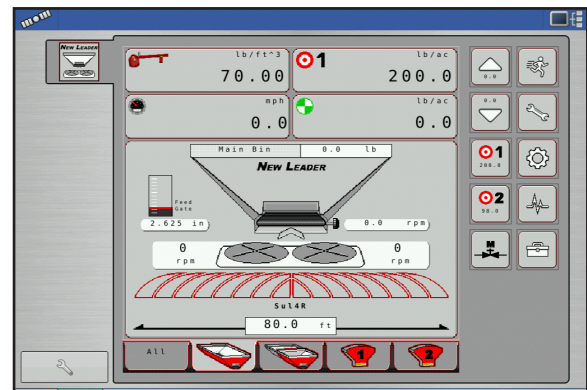 NEW LEADER
lb/ft^3
70.00
1
lb/ac
200.0
mph
0.0
lb/ac
0.0
Main Bin 0.0 lb
NEW LEADER
Feed
Gate
2.625 in
0.0 rpm
0
rpm
0
rpm
Sul4R
80.0 ft
All
1
2
0.0
0.0
1
200.0
2
98.0
M